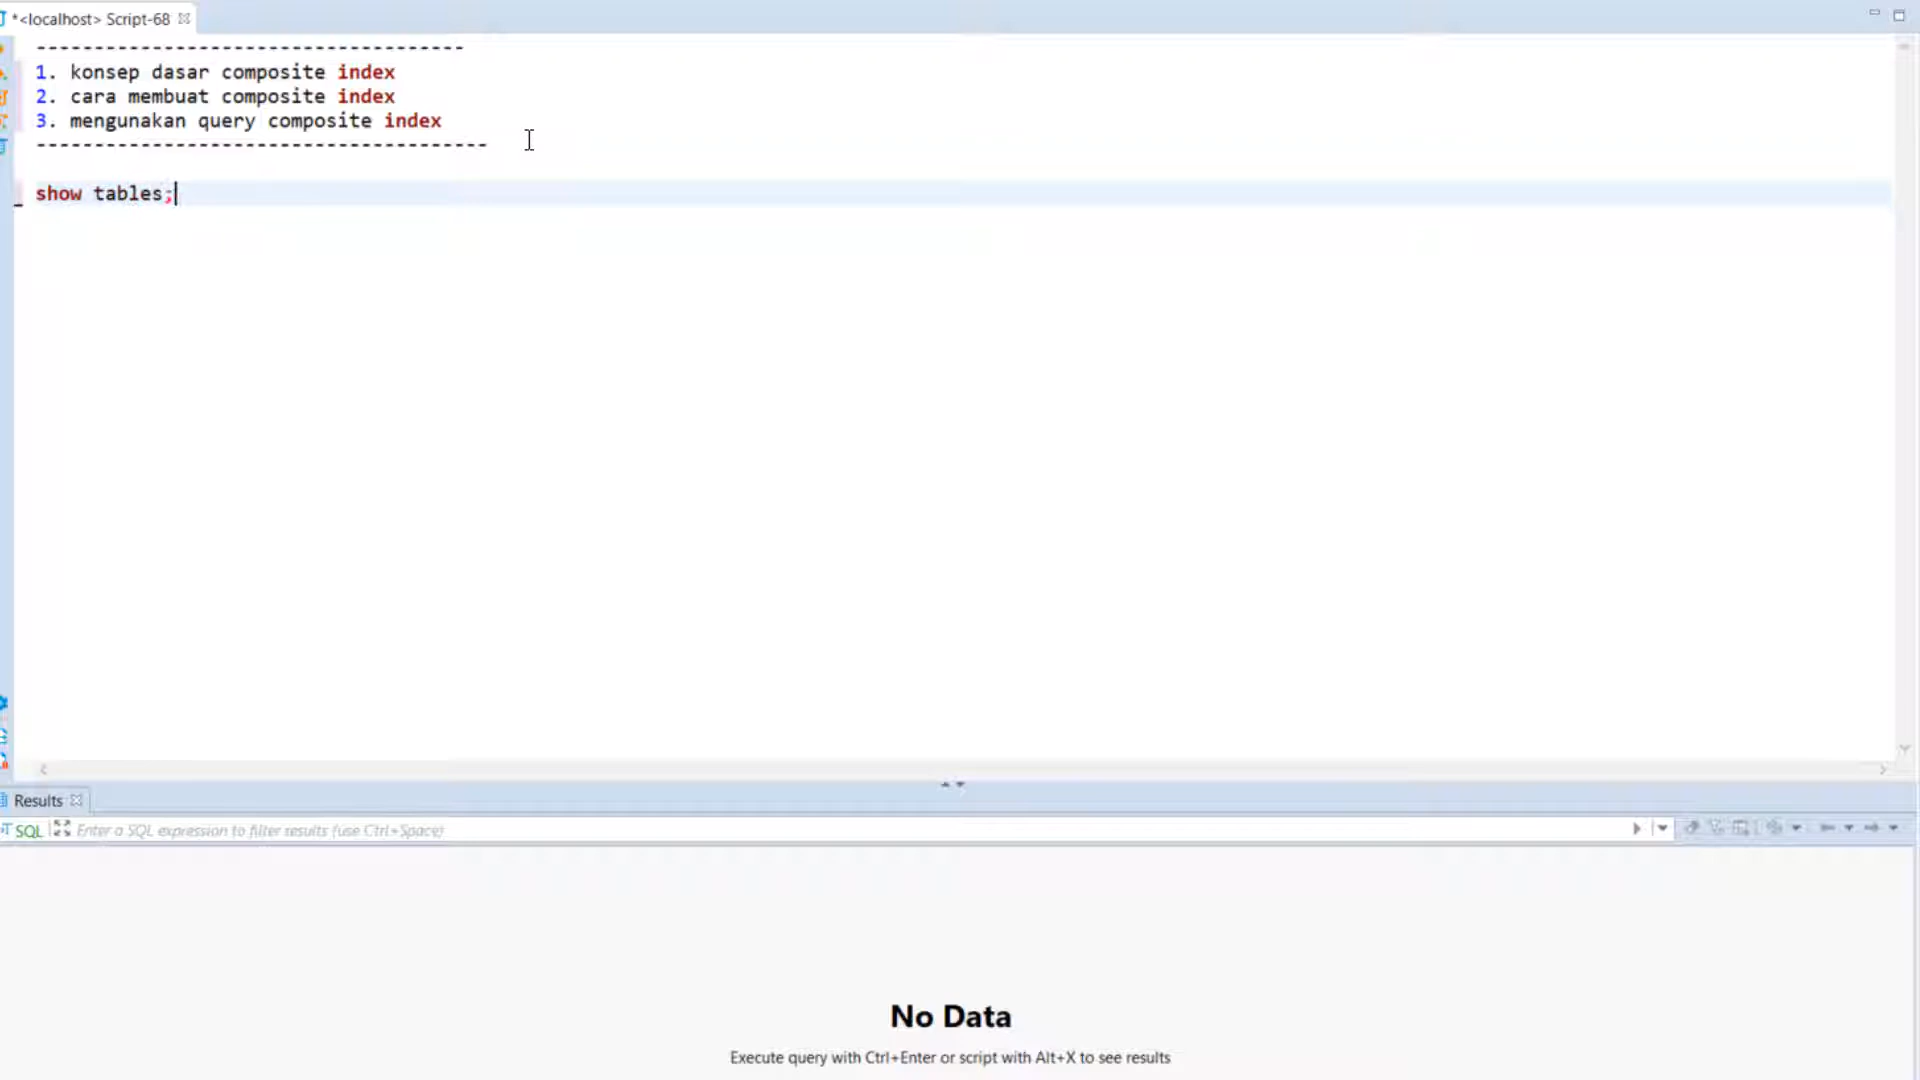 *<localhost> Script-68
-------------------------------------
1. konsep dasar composite index
2. cara membuat composite index
3. mengunakan query composite index
---------------------------------------
show tables;
Results
SQL Enter a SQL expression to filter results (use Ctrl+Space)
No Data
Execute query with Ctrl+Enter or script with Alt+X to see results